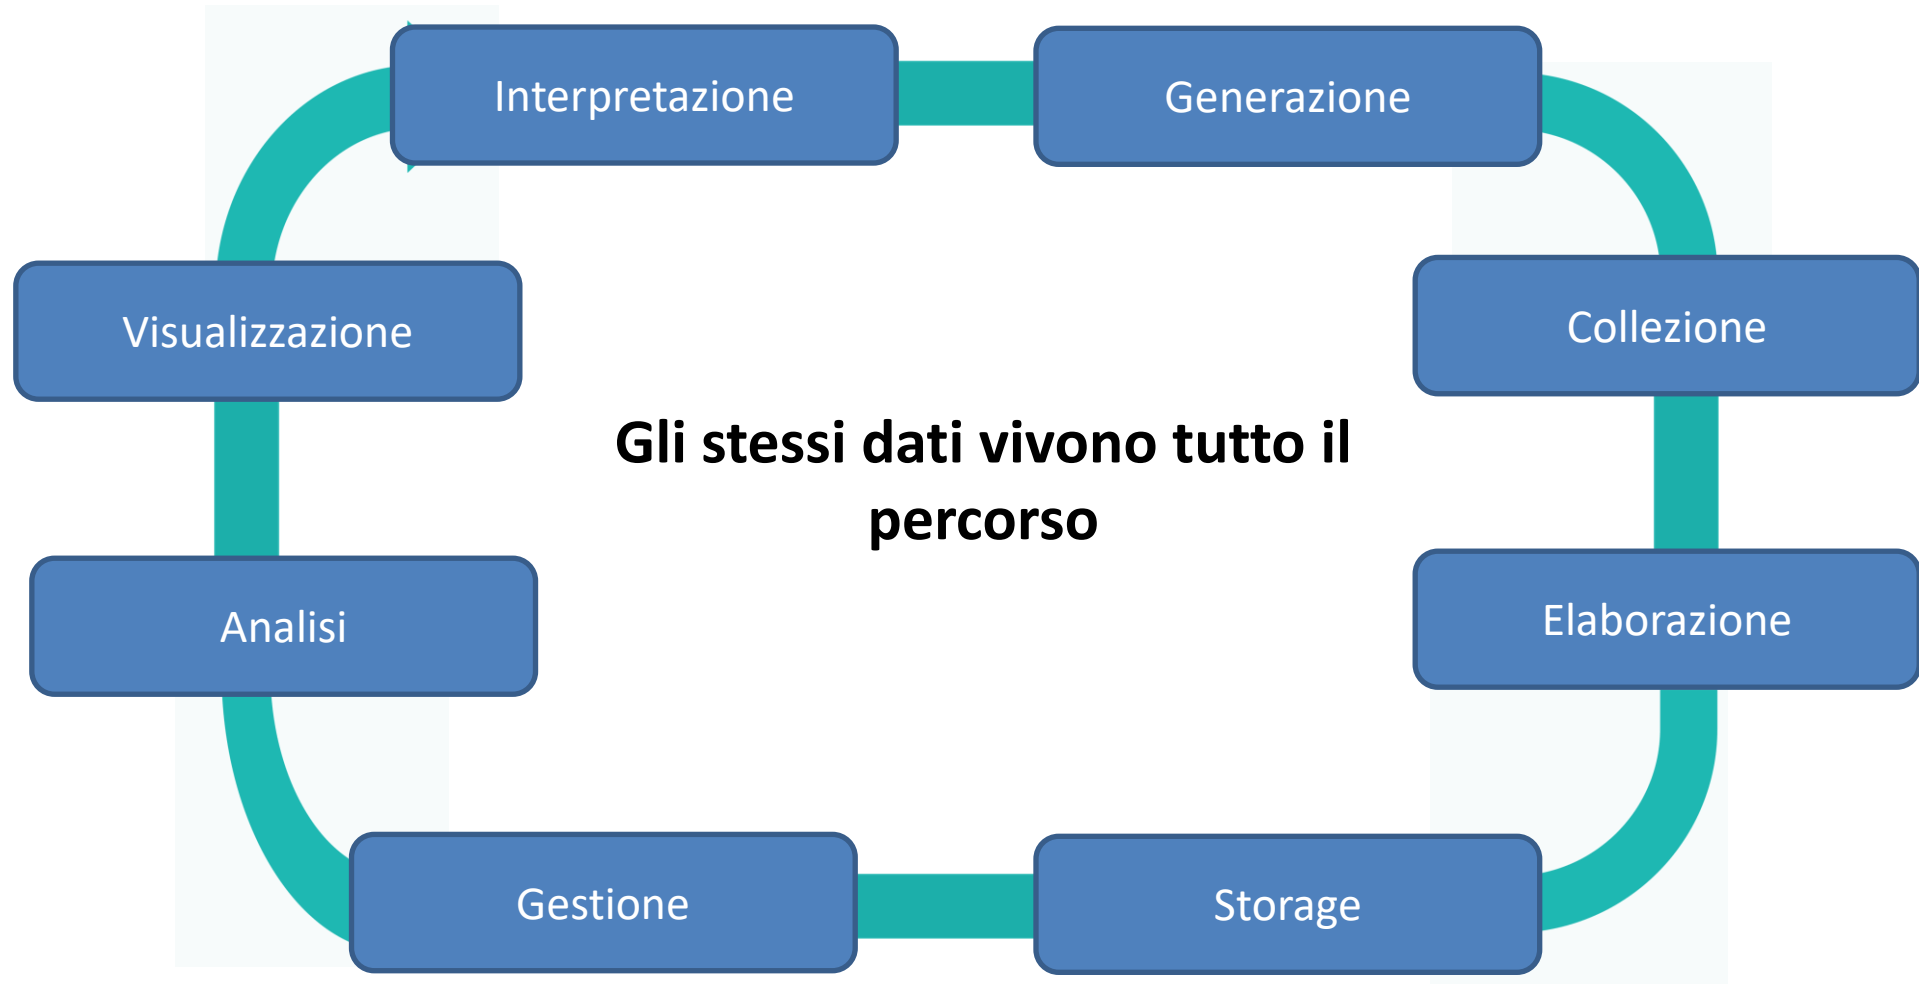 Interpretazione
Generazione
Visualizzazione
Collezione
Gli stessi dati vivono tutto il
percorso
Analisi
Elaborazione
Gestione
Storage